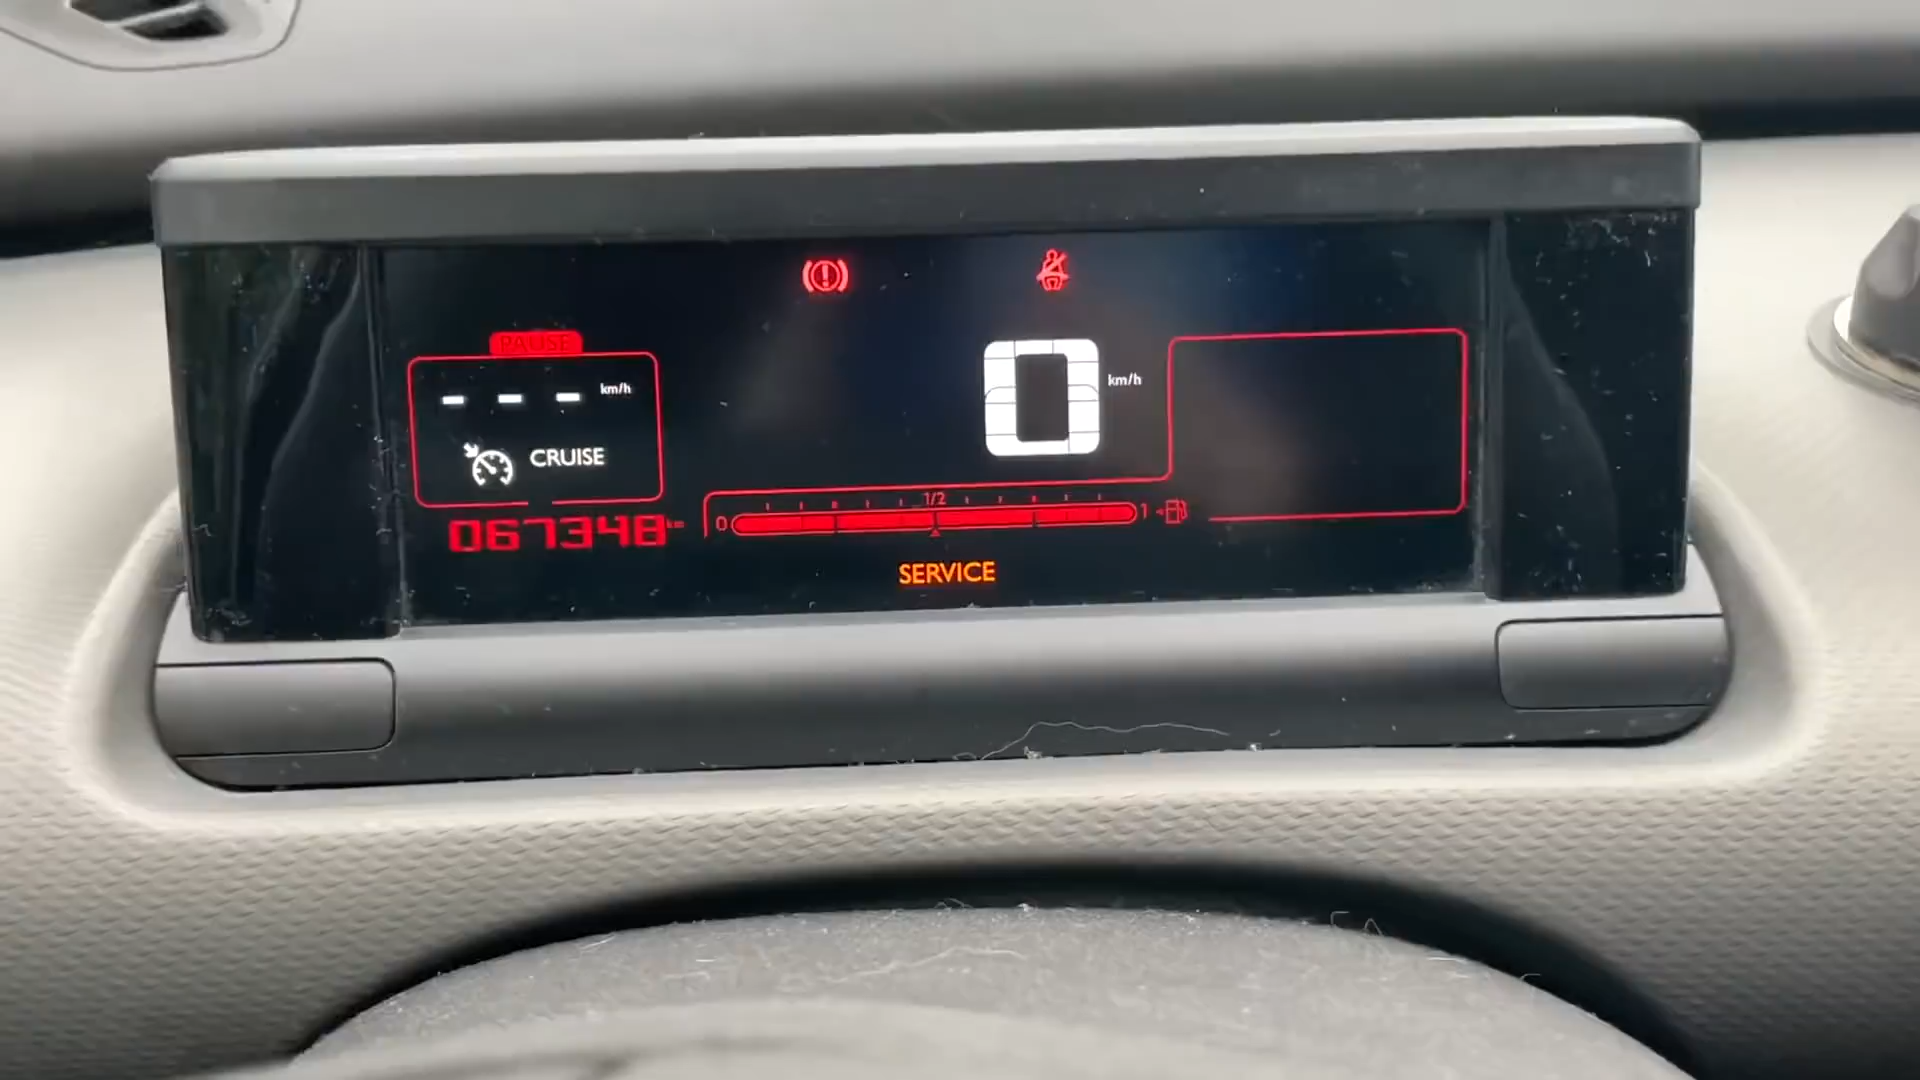 PAUSE
- - - km/h
0 km/h
CRUISE
067348 km
0 1/2 1
SERVICE